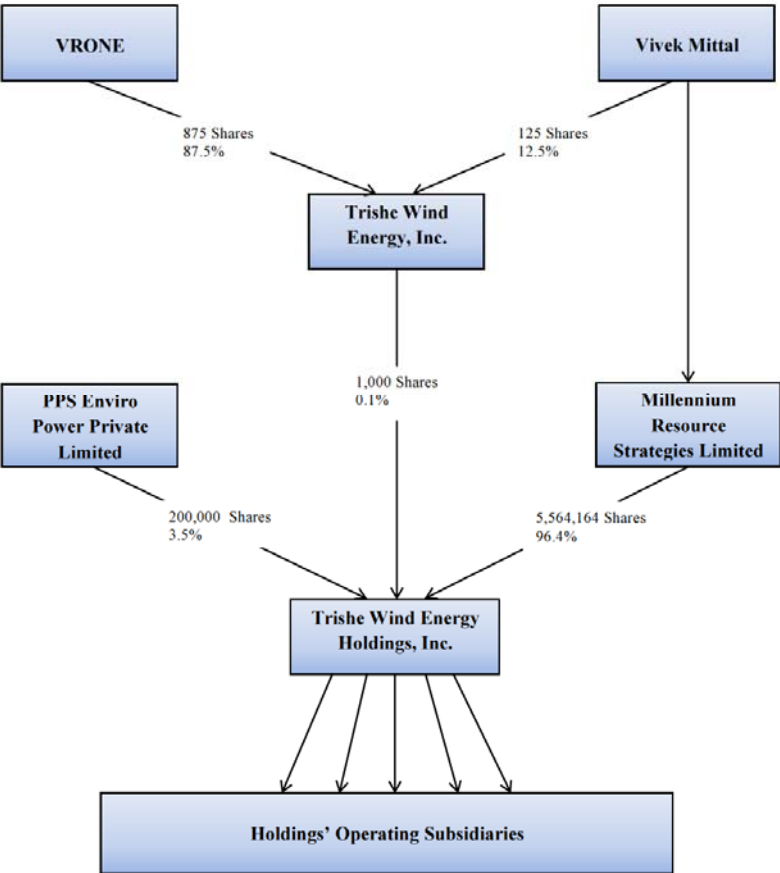 VRONE
Vivek Mittal
875 Shares
87.5%
125 Shares
12.5%
Trishe Wind
Energy, Inc.
1,000 Shares
0.1%
PPS Enviro
Power Private
Limited
Millennium
Resource
Strategies Limited
200,000 Shares
3.5%
5,564,164 Shares
96.4%
Trishe Wind Energy
Holdings, Inc.
Holdings’ Operating Subsidiaries